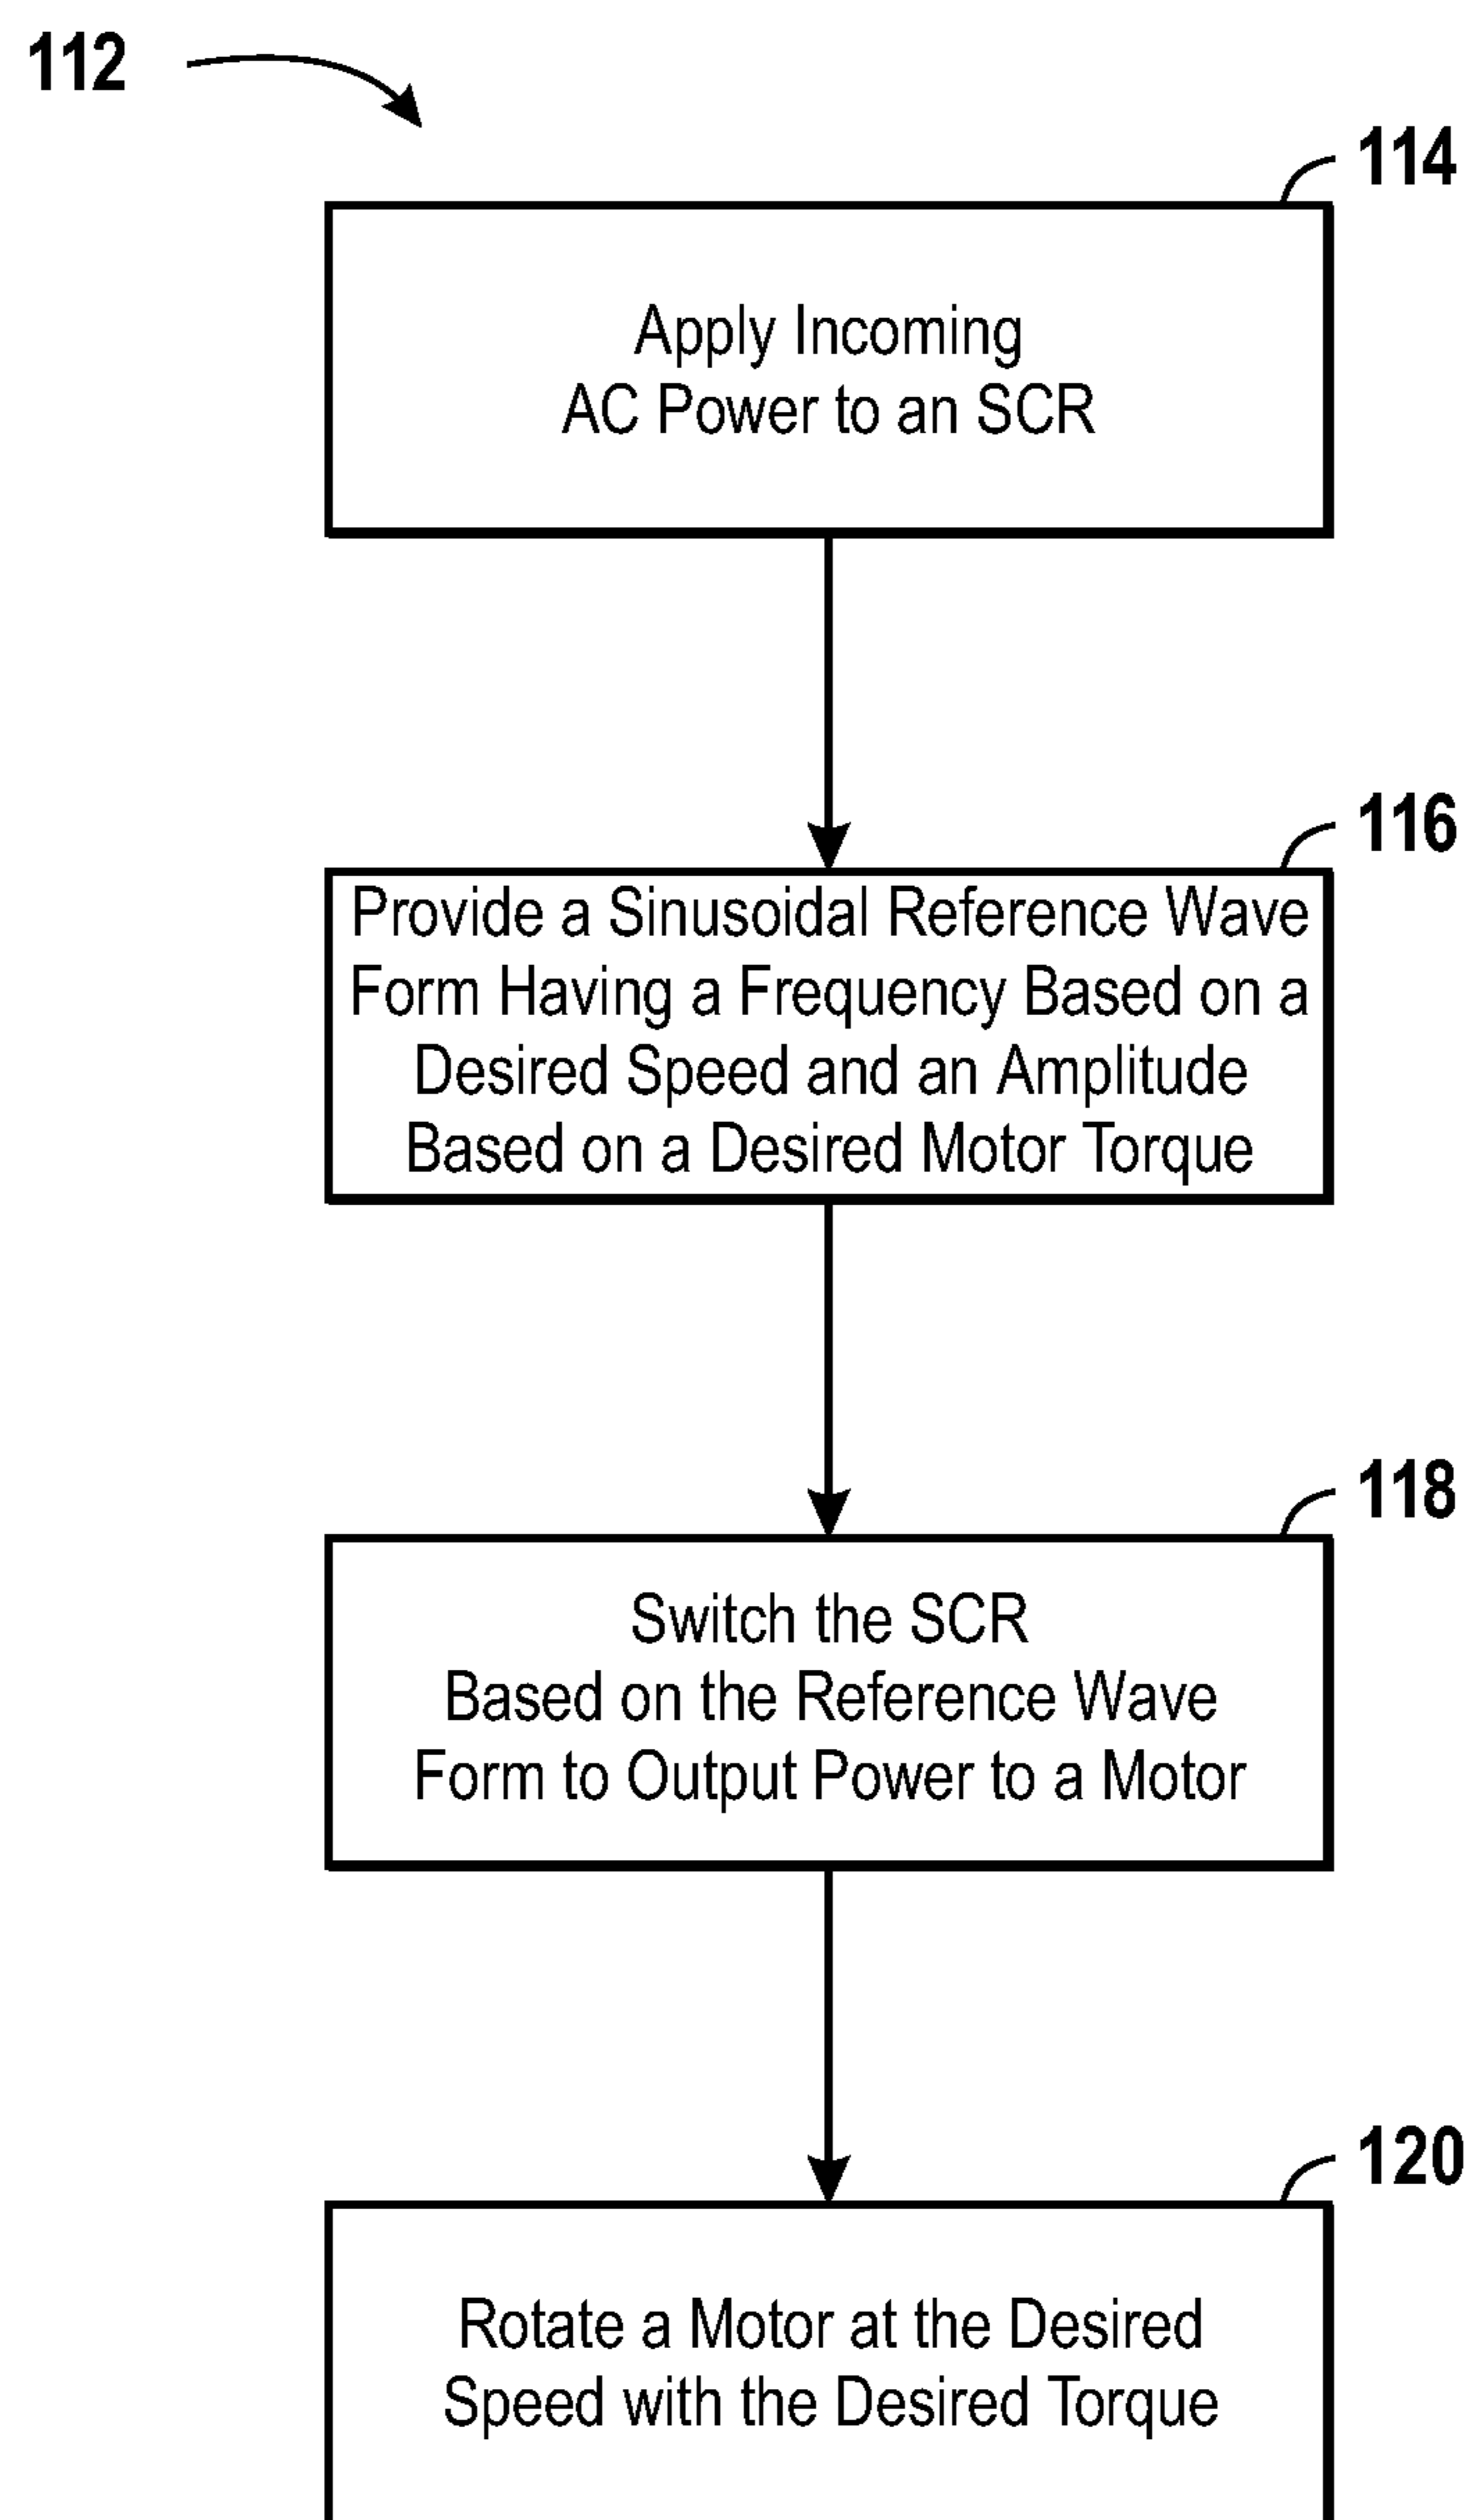 112
114
Apply Incoming
AC Power to an SCR
116
Provide a Sinusoidal Reference Wave
Form Having a Frequency Based on a
Desired Speed and an Amplitude
Based on a Desired Motor Torque
118
Switch the SCR
Based on the Reference Wave
Form to Output Power to a Motor
120
Rotate a Motor at the Desired
Speed with the Desired Torque